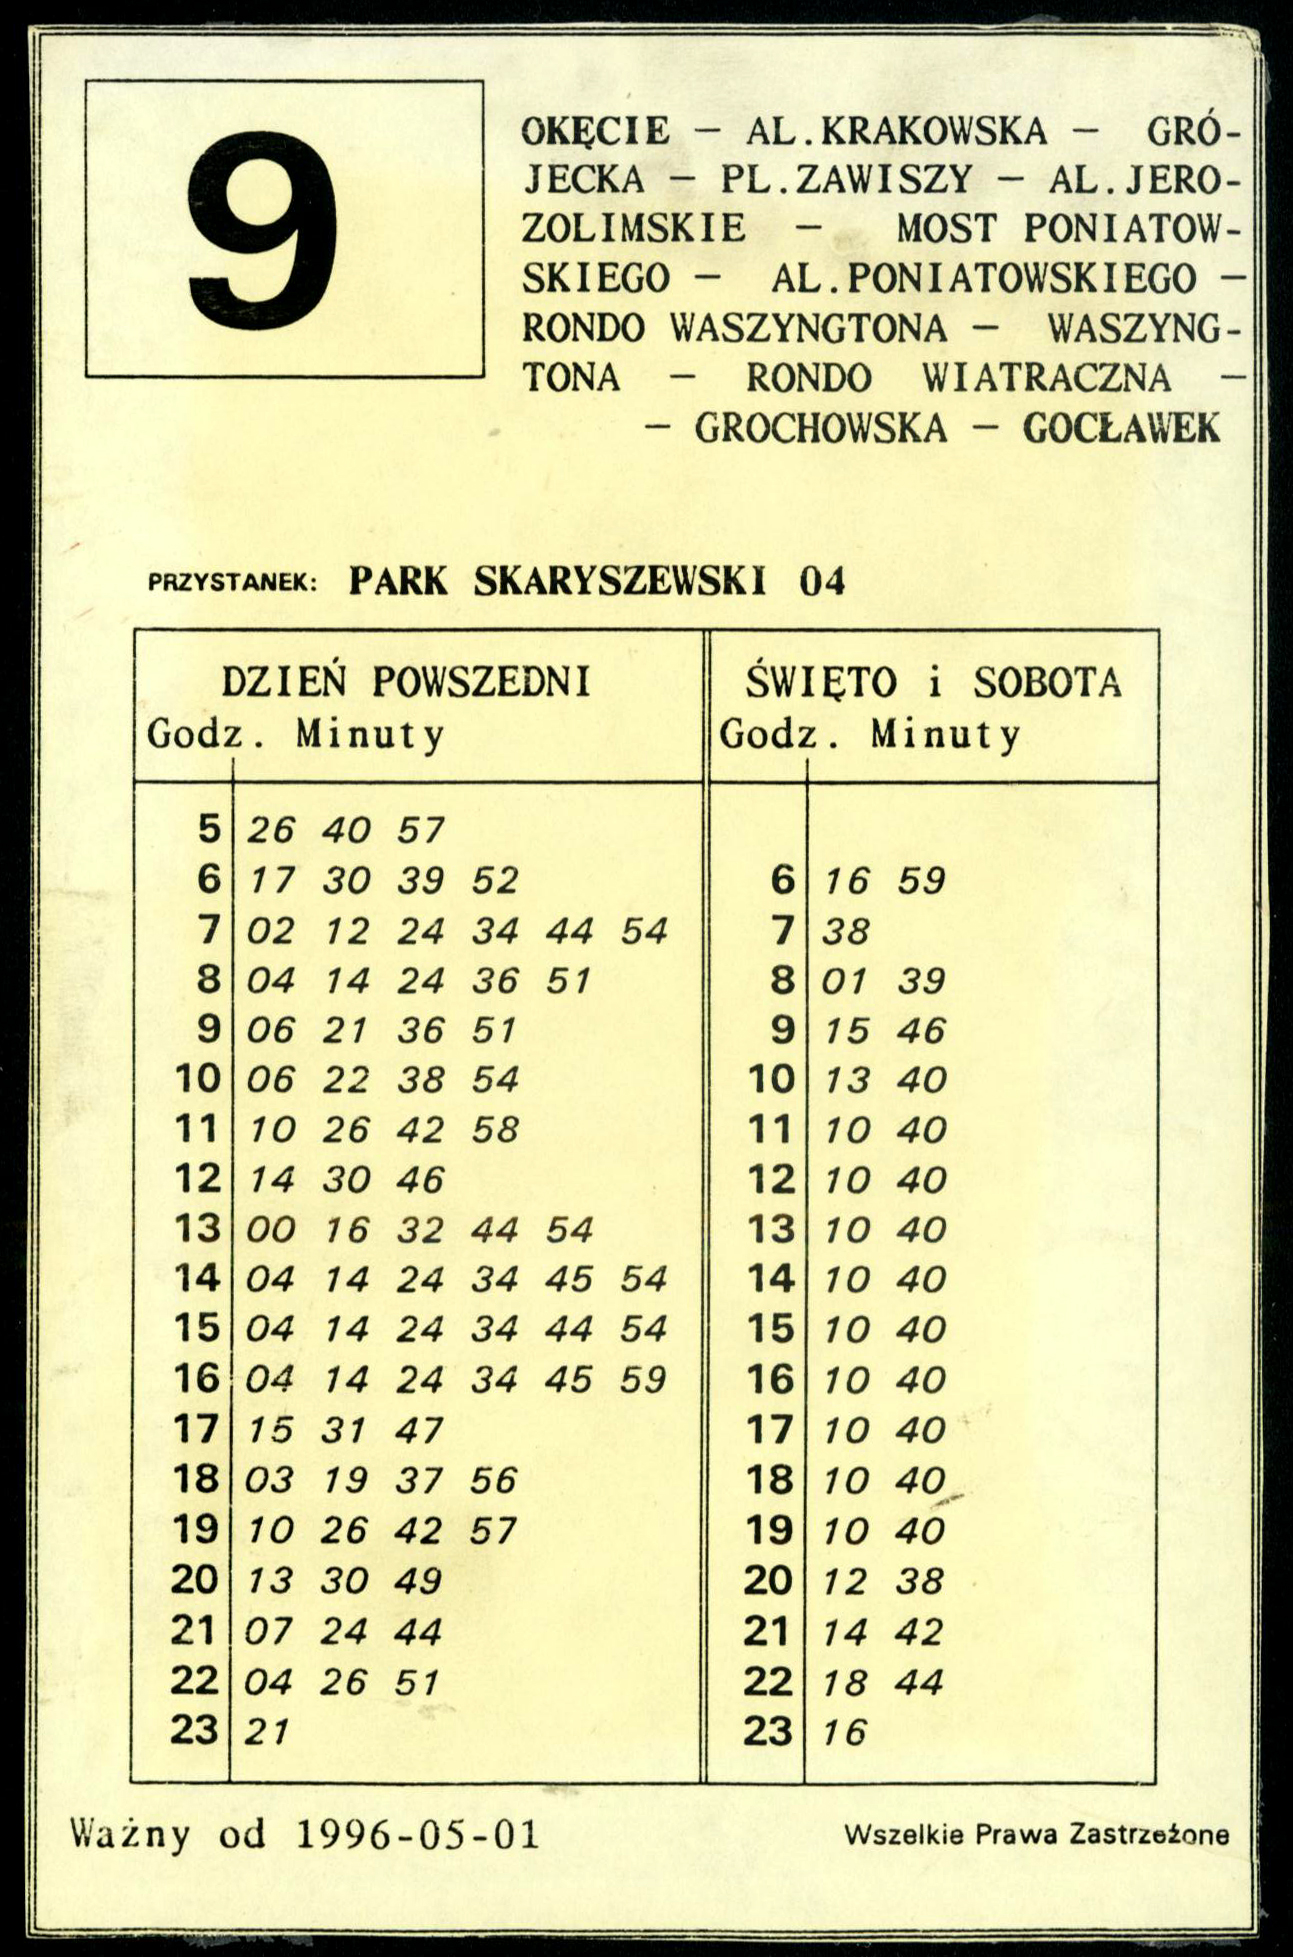 9
OKĘCIE – AL.KRAKOWSKA – GRÓ-
JECKA – PL.ZAWISZY – AL.JERO-
ZOLIMSKIE – MOST PONIATOW-
SKIEGO – AL.PONIATOWSKIEGO –
RONDO WASZYNGTONA – WASZYNG-
TONA – RONDO WIATRACZNA –
– GROCHOWSKA – GOCŁAWEK
PRZYSTANEK: PARK SKARYSZEWSKI 04
DZIEŃ POWSZEDNI ŚWIĘTO i SOBOTA
Godz. Minuty Godz. Minuty
5 26 40 57
6 17 30 39 52 6 16 59
7 02 12 24 34 44 54 7 38
8 04 14 24 36 51 8 01 39
9 06 21 36 51 9 15 46
10 06 22 38 54 10 13 40
11 10 26 42 58 11 10 40
12 14 30 46 12 10 40
13 00 16 32 44 54 13 10 40
14 04 14 24 34 45 54 14 10 40
15 04 14 24 34 44 54 15 10 40
16 04 14 24 34 45 59 16 10 40
17 15 31 47 17 10 40
18 03 19 37 56 18 10 40
19 10 26 42 57 19 10 40
20 13 30 49 20 12 38
21 07 24 44 21 14 42
22 04 26 51 22 18 44
23 21 23 16
Ważny od 1996-05-01 Wszelkie Prawa Zastrzeżone